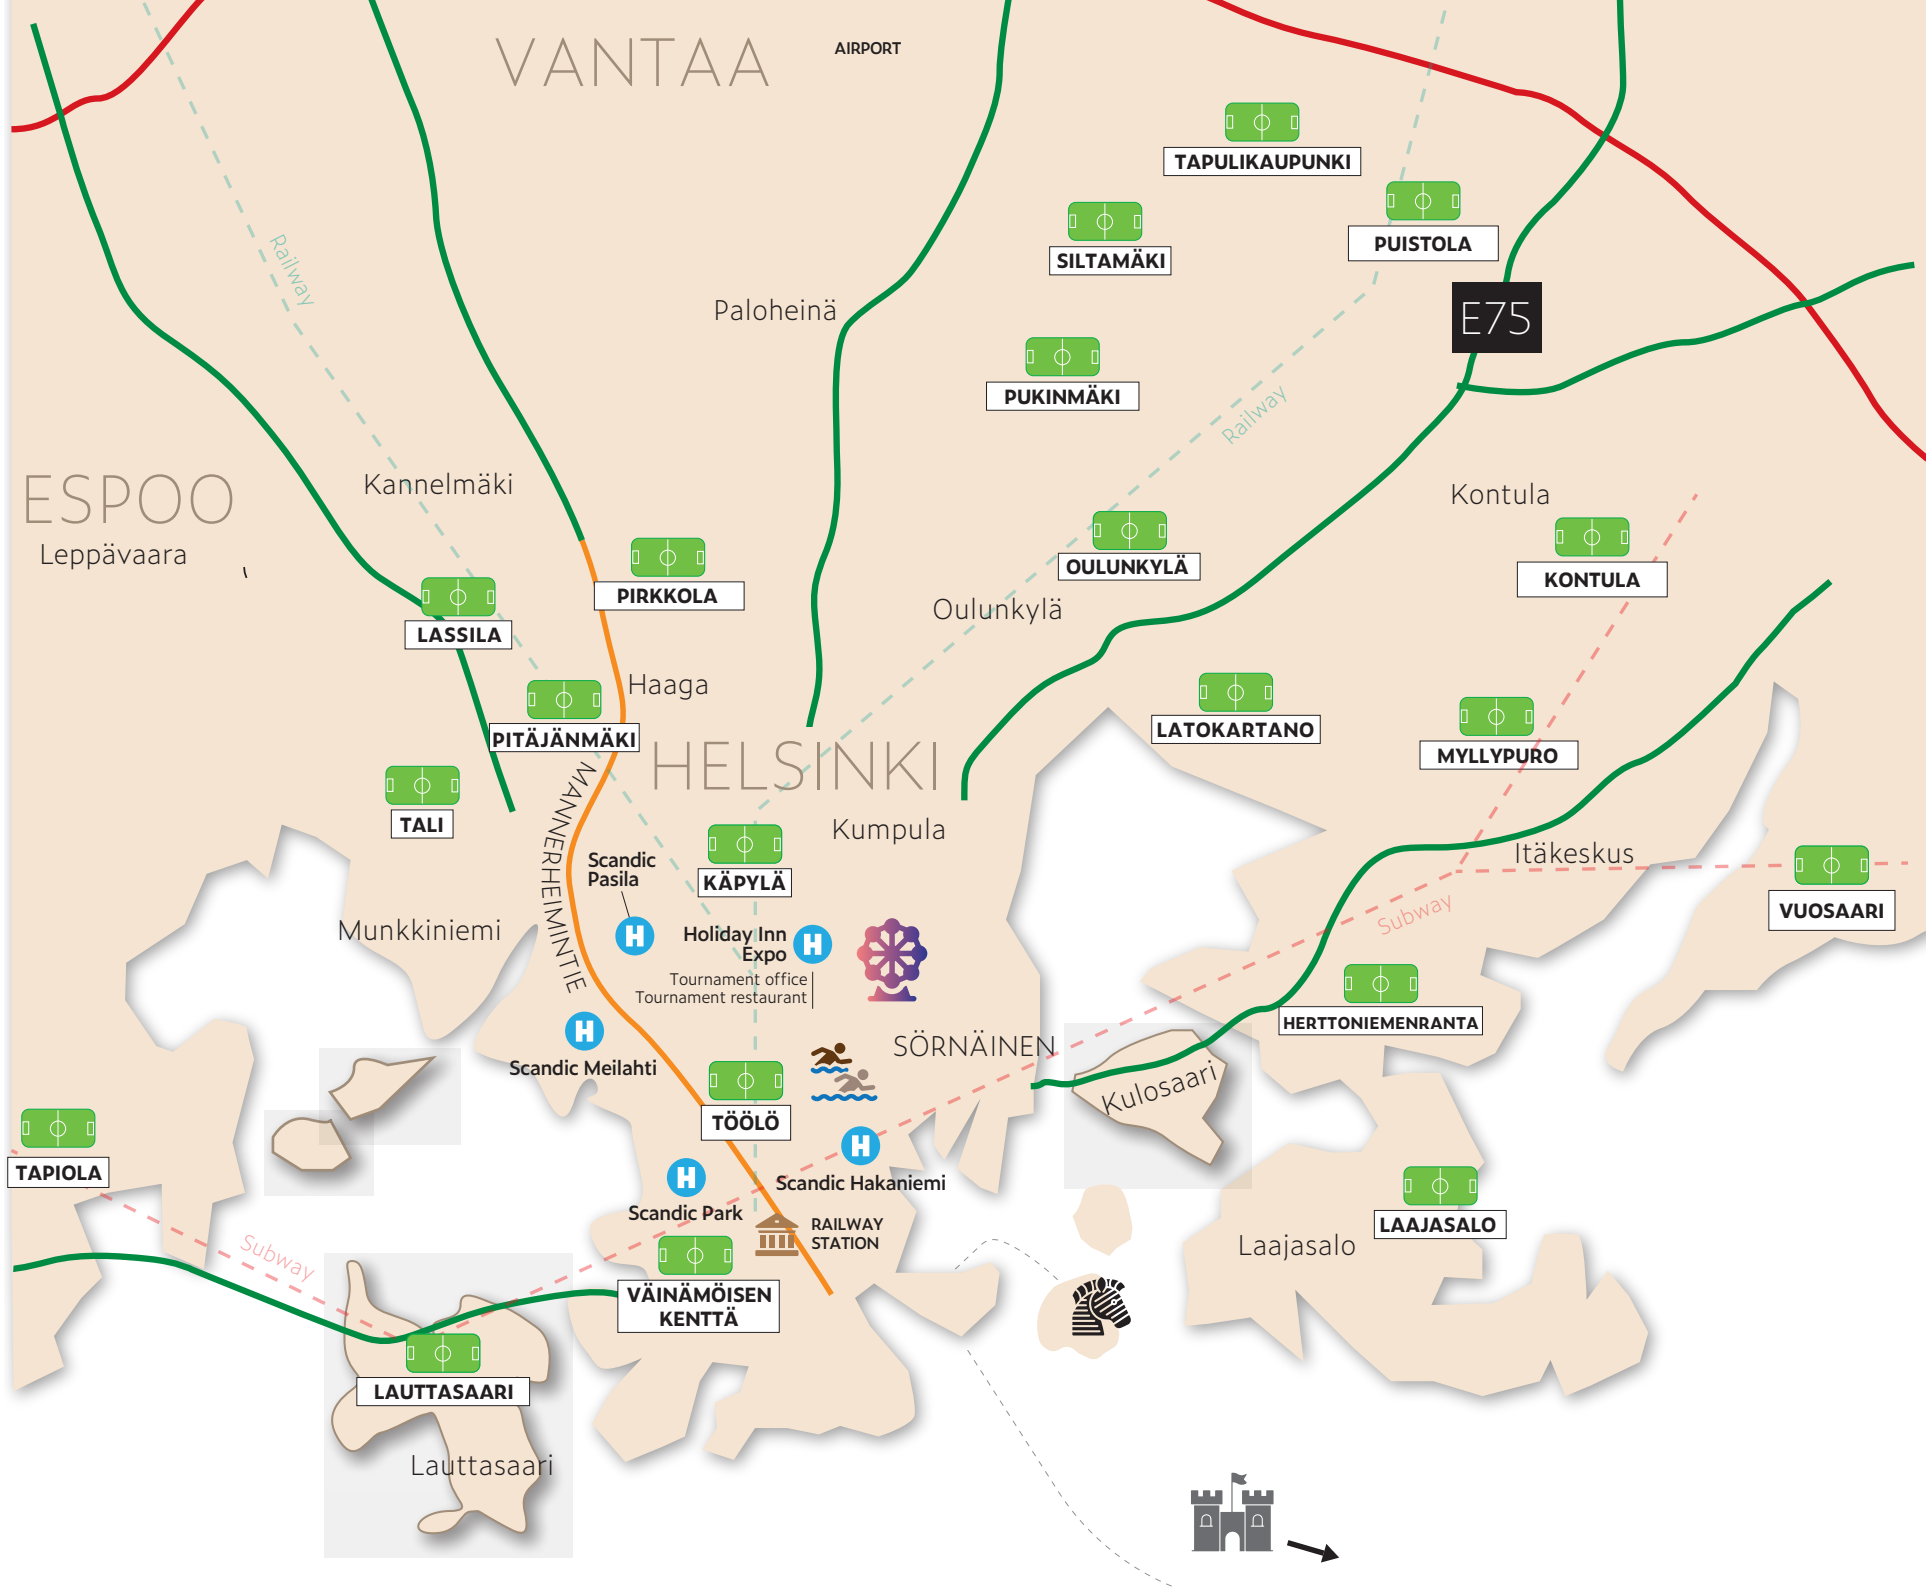 VANTAA
AIRPORT
TAPULIKAUPUNKI
PUISTOLA
SILTAMÄKI
Railway
Paloheinä
E75
PUKINMÄKI
Railway
ESPOO
Leppävaara
Kannelmäki
Kontula
OULUNKYLÄ
KONTULA
PIRKKOLA
Oulunkylä
LASSILA
Haaga
PITÄJÄNMÄKI
LATOKARTANO
MYLLYPURO
HELSINKI
TALI
MANNERHEIMINTIE
Kumpula
Scandic
Pasila
H
KÄPYLÄ
Itäkeskus
VUOSAARI
Subway
Munkkiniemi
Holiday Inn
Expo
H
Tournament office
Tournament restaurant
HERTTONIEMENRANTA
H
Scandic Meilahti
SÖRNÄINEN
Kulosaari
TÖÖLÖ
H
Scandic Hakaniemi
TAPIOLA
H
Scandic Park
RAILWAY
STATION
LAAJASALO
Laajasalo
Subway
VÄINÄMÖISEN
KENTTÄ
LAUTTASAARI
Lauttasaari